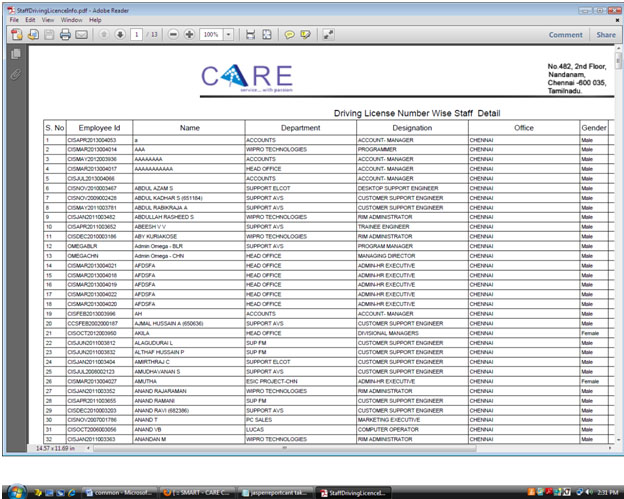 StaffDrivingLicenceInfo.pdf - Adobe Reader
File Edit View Window Help
1 / 13 100% Comment Share
No.482, 2nd Floor,
Nandanam,
Chennai -600 035,
Tamilnadu.
CARE
service... with passion
Driving License Number Wise Staff Detail
S. No Employee Id Name Department Designation Office Gender
1 CISAPR2013004053 a ACCOUNTS ACCOUNT- MANAGER CHENNAI Male
2 CISMAR2013004014 AAA WIPRO TECHNOLOGIES PROGRAMMER CHENNAI Male
3 CISMAY2012003936 AAAAAAAA ACCOUNTS ACCOUNT- MANAGER CHENNAI Male
4 CISMAR2013004017 AAAAAAAAAAA HEAD OFFICE ACCOUNT- MANAGER CHENNAI Male
5 CISJUL2013004066 ACCOUNTS ACCOUNT- MANAGER CHENNAI Male
6 CISNOV2010003467 ABDUL AZAM S SUPPORT ELCOT DESKTOP SUPPORT ENGINEER CHENNAI Male
7 CISNOV2009002428 ABDUL KADHAR S (651184) SUPPORT AVS CUSTOMER SUPPORT ENGINEER CHENNAI Male
8 CISMAY2011003781 ABDUL RABIKRAJA A SUPPORT AVS CUSTOMER SUPPORT ENGINEER CHENNAI Male
9 CISJAN2011003482 ABDULLAH RASHEED S WIPRO TECHNOLOGIES RIM ADMINISTRATOR CHENNAI Male
10 CISAPR2011003652 ABEESH V V SUPPORT AVS TRAINEE ENGINEER CHENNAI Male
11 CISDEC2010003186 ABY KURIAKOSE WIPRO TECHNOLOGIES RIM ADMINISTRATOR CHENNAI Male
12 OMEGABLR Admin Omega - BLR SUPPORT AVS PROGRAM MANAGER CHENNAI Male
13 OMEGACHN Admin Omega - CHN HEAD OFFICE MANAGING DIRECTOR CHENNAI Male
14 CISMAR2013004021 AFDSFA HEAD OFFICE ADMIN-HR EXECUTIVE CHENNAI Male
15 CISMAR2013004018 AFDSFA HEAD OFFICE ADMIN-HR EXECUTIVE CHENNAI Male
16 CISMAR2013004019 AFDSFA HEAD OFFICE ADMIN-HR EXECUTIVE CHENNAI Male
17 CISMAR2013004022 AFDSFA HEAD OFFICE ADMIN-HR EXECUTIVE CHENNAI Male
18 CISMAR2013004020 AFDSFA HEAD OFFICE ADMIN-HR EXECUTIVE CHENNAI Male
19 CISFEB2013003996 AH ACCOUNTS ACCOUNT- MANAGER CHENNAI Male
20 CCSFEB2002000187 AJMAL HUSSAIN A (650636) SUPPORT AVS CUSTOMER SUPPORT ENGINEER CHENNAI Male
21 CISOCT2012003950 AKILA HEAD OFFICE DIVISIONAL MANAGERS CHENNAI Female
22 CISJUN2011003812 ALAGUDURAI L SUP FM CUSTOMER SUPPORT ENGINEER CHENNAI Male
23 CISJUN2011003832 ALTHAF HUSSAIN P SUP FM CUSTOMER SUPPORT ENGINEER CHENNAI Male
24 CISJAN2011003404 AMIRTHRAJ C SUPPORT ELCOT CUSTOMER SUPPORT ENGINEER CHENNAI Male
25 CISJUL2008002123 AMUDHAVANAN S SUPPORT AVS CUSTOMER SUPPORT ENGINEER CHENNAI Male
26 CISMAR2013004027 AMUTHA ESIC PROJECT-CHN ADMIN-HR EXECUTIVE CHENNAI Female
27 CISJAN2011003352 ANAND RAJARAMAN WIPRO TECHNOLOGIES RIM ADMINISTRATOR CHENNAI Male
28 CISAPR2011003655 ANAND RAMANI SUP FM CUSTOMER SUPPORT ENGINEER CHENNAI Male
29 CISDEC2010003203 ANAND RAVI (682386) SUPPORT AVS CUSTOMER SUPPORT ENGINEER CHENNAI Male
30 CISNOV2007001786 ANAND T PC SALES MARKETING EXECUTIVE CHENNAI Male
31 CISOCT2006003056 ANAND VB LUCAS COMPUTER OPERATOR CHENNAI Male
32 CISJAN2011003363 ANANDAN M WIPRO TECHNOLOGIES RIM ADMINISTRATOR CHENNAI Male
14.57 x 11.69 in
common - Microsof... [ :: SMART - CARE C... jasperreportcant tak... StaffDrivingLicenceI... 2:31 PM